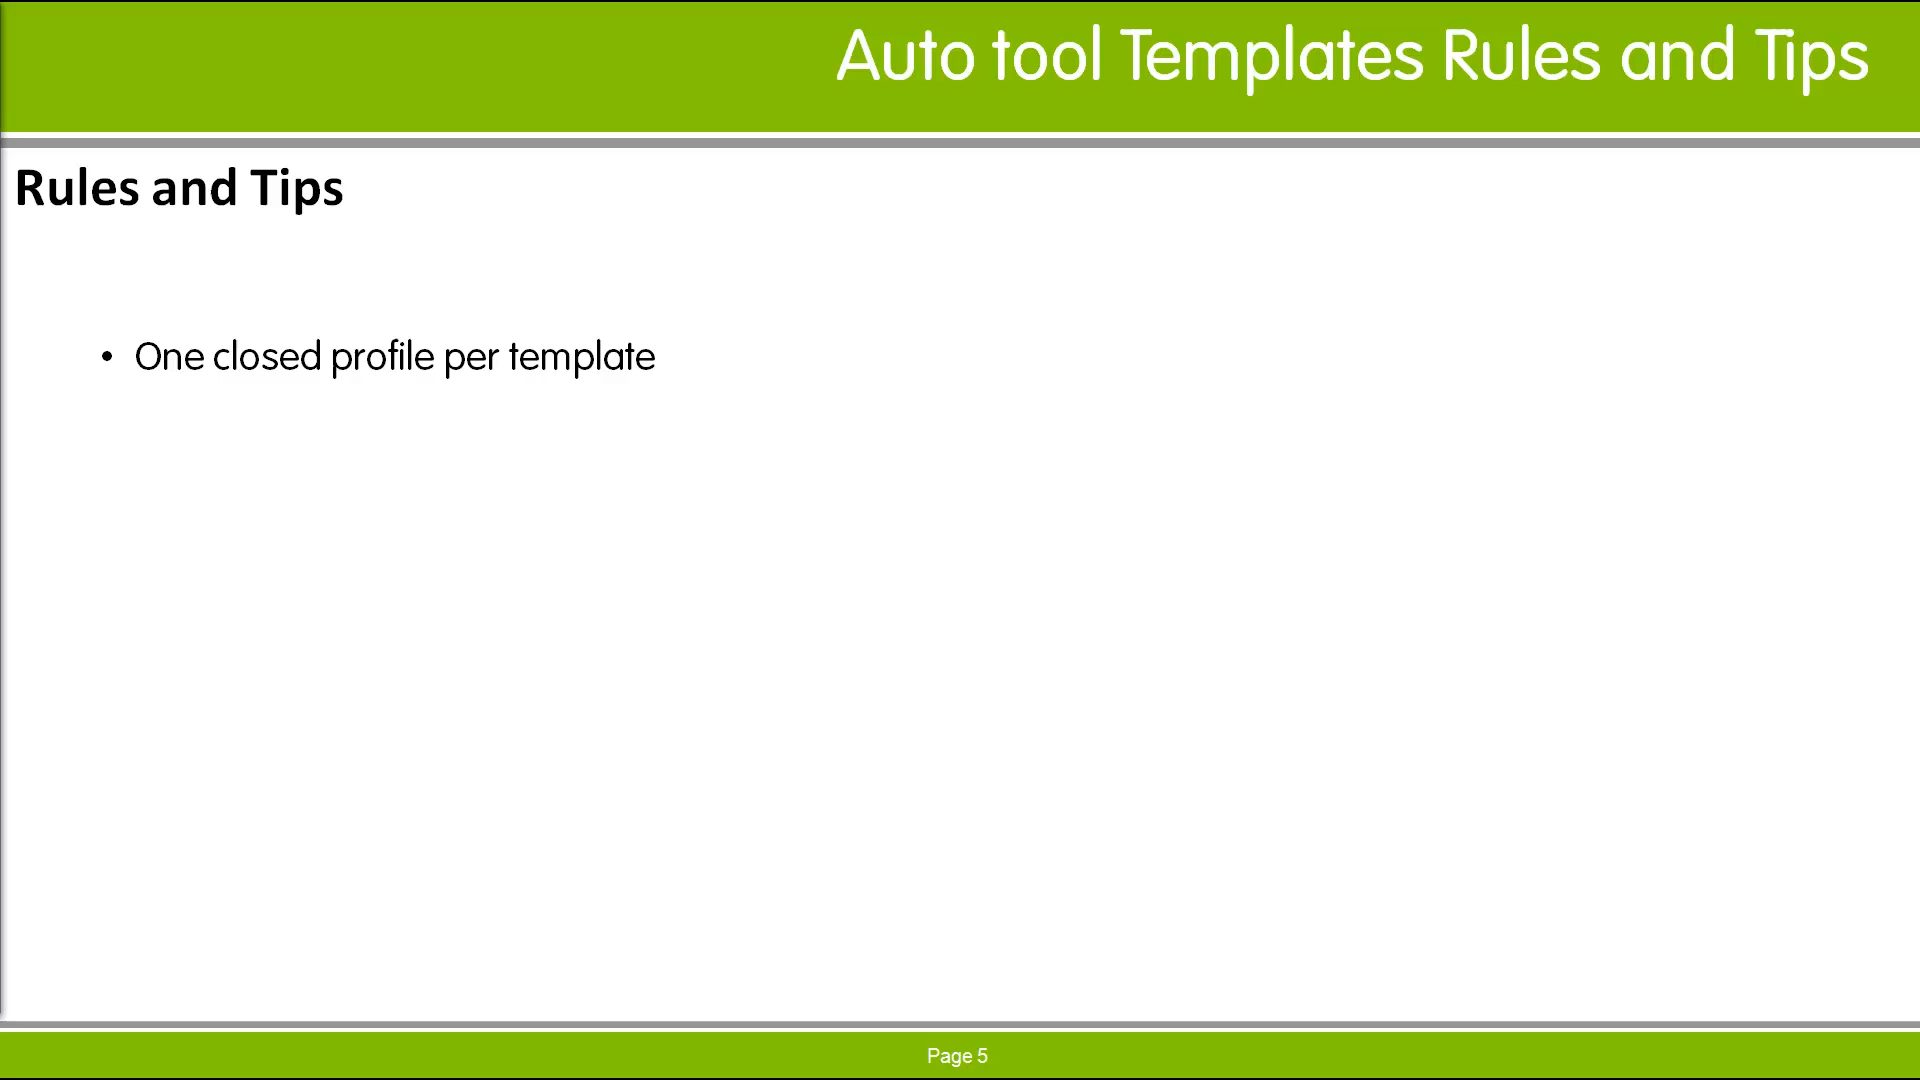 Auto tool Templates Rules and Tips
Rules and Tips
• One closed profile per template
Page 5